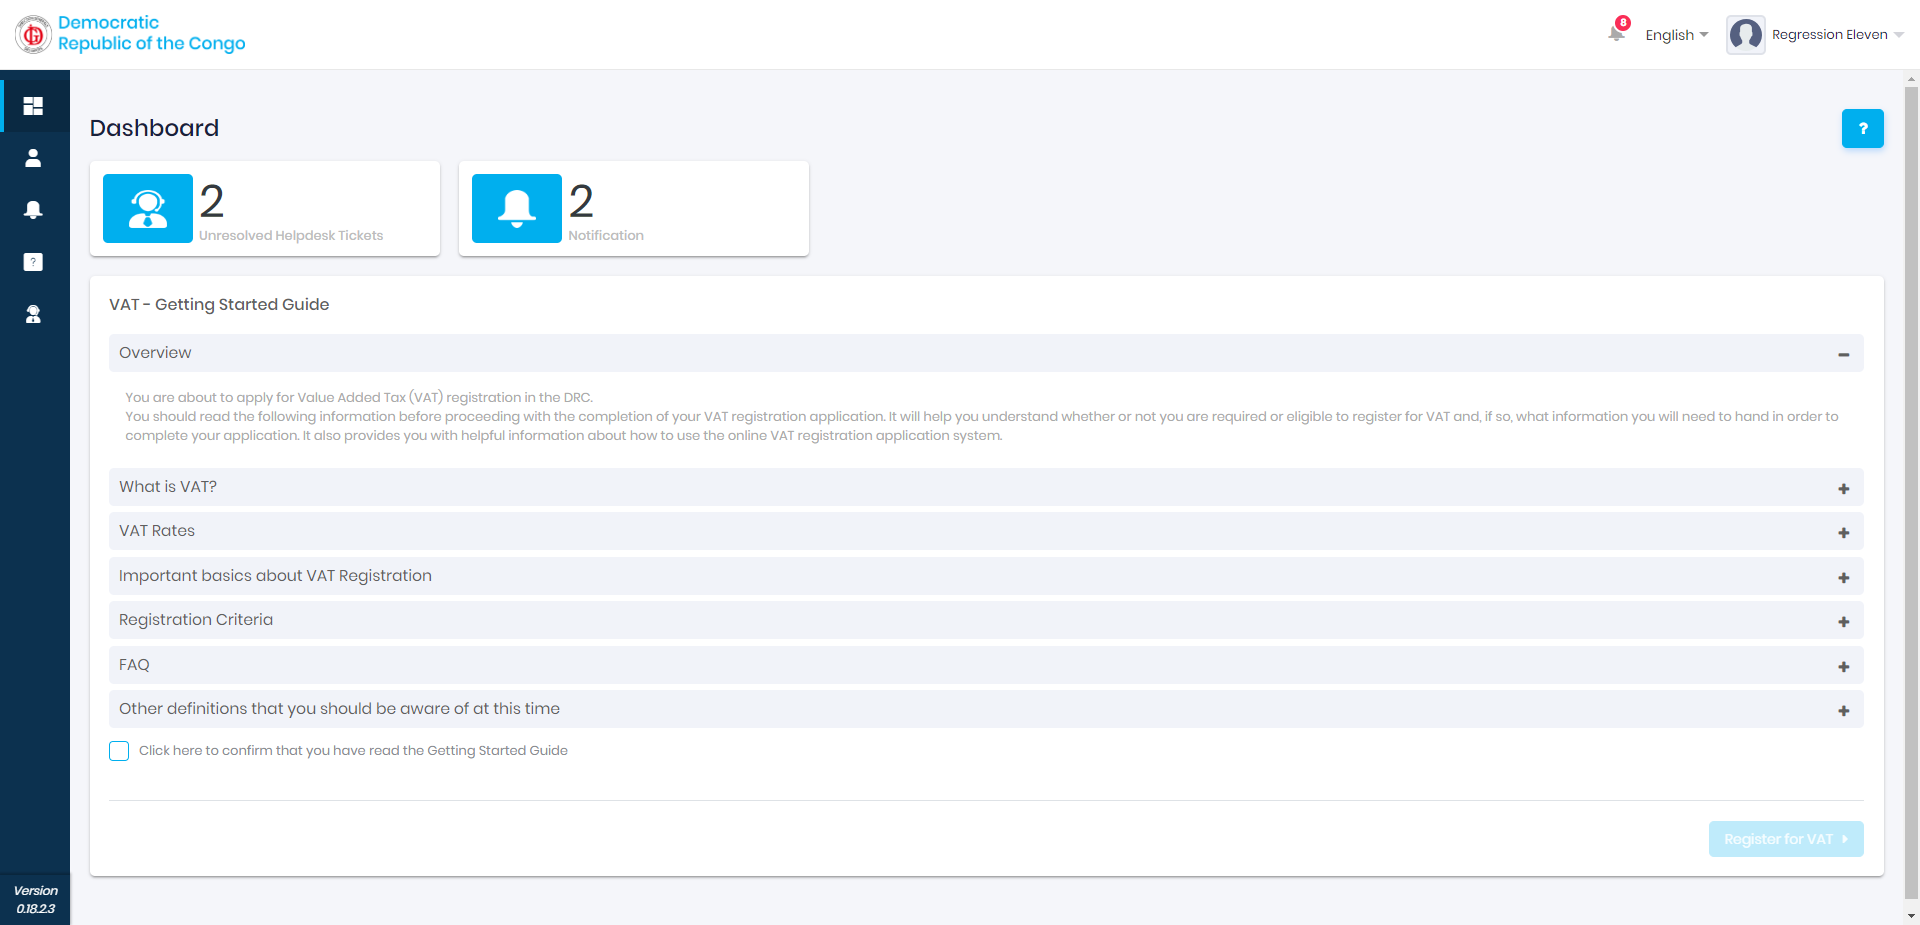 Democratic
Republic of the Congo
8
English
Regression Eleven
Dashboard
?
2
Unresolved Helpdesk Tickets
2
Notification
VAT - Getting Started Guide
Overview
You are about to apply for Value Added Tax (VAT) registration in the DRC.
You should read the following information before proceeding with the completion of your VAT registration application. It will help you understand whether or not you are required or eligible to register for VAT and, if so, what information you will need to hand in order to
complete your application. It also provides you with helpful information about how to use the online VAT registration application system.
What is VAT?
VAT Rates
Important basics about VAT Registration
Registration Criteria
FAQ
Other definitions that you should be aware of at this time
Click here to confirm that you have read the Getting Started Guide
Register for VAT
Version
0.18.2.3